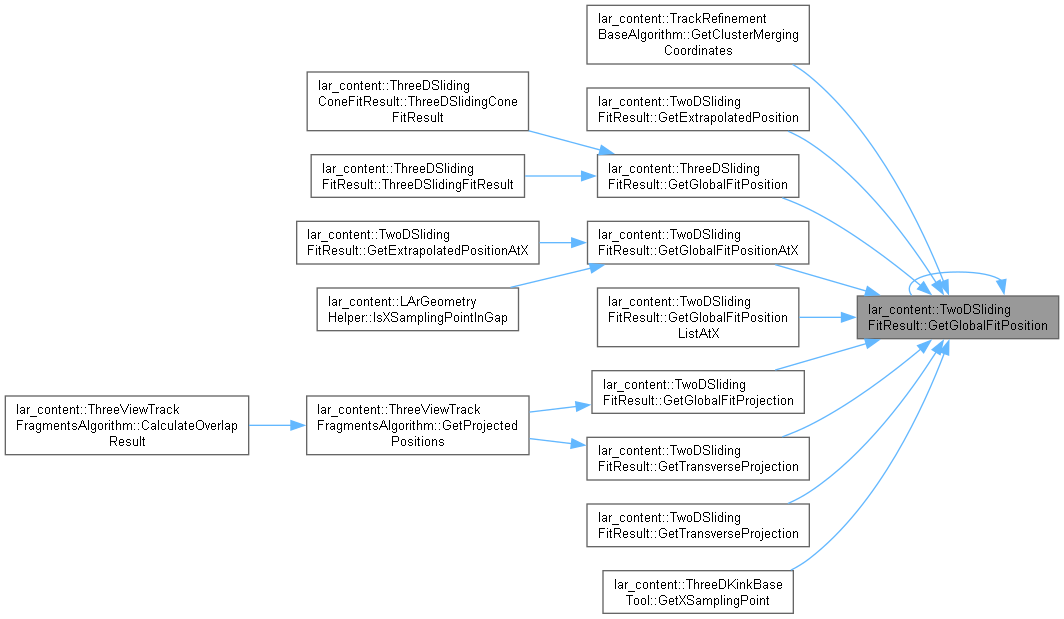 lar_content::TrackRefinement
BaseAlgorithm::GetClusterMerging
Coordinates
lar_content::ThreeDSliding
ConeFitResult::ThreeDSlidingCone
FitResult
lar_content::TwoDSliding
FitResult::GetExtrapolatedPosition
lar_content::ThreeDSliding
FitResult::ThreeDSlidingFitResult
lar_content::ThreeDSliding
FitResult::GetGlobalFitPosition
lar_content::TwoDSliding
FitResult::GetExtrapolatedPositionAtX
lar_content::TwoDSliding
FitResult::GetGlobalFitPositionAtX
lar_content::LArGeometry
Helper::IsXSamplingPointInGap
lar_content::TwoDSliding
FitResult::GetGlobalFitPosition
ListAtX
lar_content::TwoDSliding
FitResult::GetGlobalFitPosition
lar_content::TwoDSliding
FitResult::GetGlobalFitProjection
lar_content::ThreeViewTrack
FragmentsAlgorithm::CalculateOverlap
Result
lar_content::ThreeViewTrack
FragmentsAlgorithm::GetProjected
Positions
lar_content::TwoDSliding
FitResult::GetTransverseProjection
lar_content::TwoDSliding
FitResult::GetTransverseProjection
lar_content::ThreeDKinkBase
Tool::GetXSamplingPoint